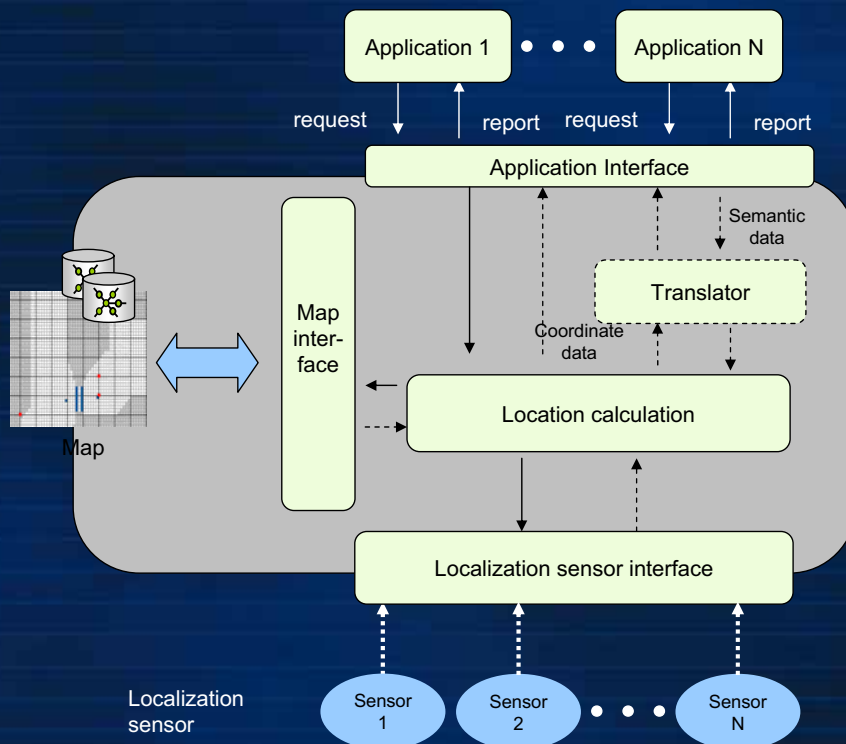 Application 1
Application N
request
report
request
report
Application Interface
Semantic
data
Translator
Map
inter-
face
Coordinate
data
Location calculation
Map
Localization sensor interface
Localization
sensor
Sensor
1
Sensor
2
Sensor
N